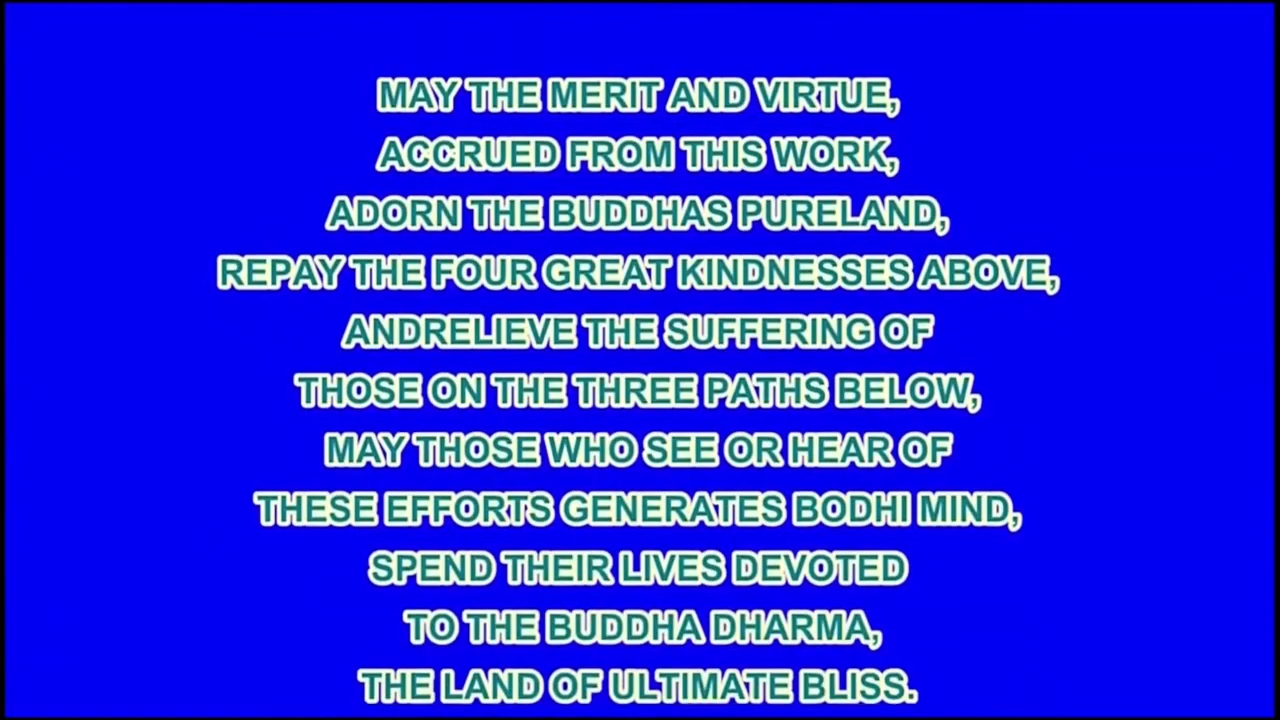 MAY THE MERIT AND VIRTUE,
ACCRUED FROM THIS WORK,
ADORN THE BUDDHAS PURELAND,
REPAY THE FOUR GREAT KINDNESSES ABOVE,
ANDRELIEVE THE SUFFERING OF
THOSE ON THE THREE PATHS BELOW,
MAY THOSE WHO SEE OR HEAR OF
THESE EFFORTS GENERATES BODHI MIND,
SPEND THEIR LIVES DEVOTED
TO THE BUDDHA DHARMA,
THE LAND OF ULTIMATE BLISS.